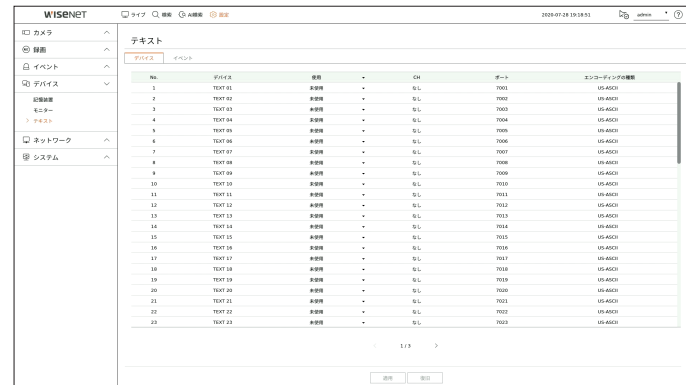 WISENET
ライブ 検索 AI検索 設定 2020-07-28 19:18:51 admin ?
カメラ
録画
イベント
デバイス
記憶装置
モニター
> テキスト
ネットワーク
システム
テキスト
デバイス イベント
No. デバイス 使用 CH ポート エンコーディングの種類
1 TEXT 01 未使用 なし 7001 US-ASCII
2 TEXT 02 未使用 なし 7002 US-ASCII
3 TEXT 03 未使用 なし 7003 US-ASCII
4 TEXT 04 未使用 なし 7004 US-ASCII
5 TEXT 05 未使用 なし 7005 US-ASCII
6 TEXT 06 未使用 なし 7006 US-ASCII
7 TEXT 07 未使用 なし 7007 US-ASCII
8 TEXT 08 未使用 なし 7008 US-ASCII
9 TEXT 09 未使用 なし 7009 US-ASCII
10 TEXT 10 未使用 なし 7010 US-ASCII
11 TEXT 11 未使用 なし 7011 US-ASCII
12 TEXT 12 未使用 なし 7012 US-ASCII
13 TEXT 13 未使用 なし 7013 US-ASCII
14 TEXT 14 未使用 なし 7014 US-ASCII
15 TEXT 15 未使用 なし 7015 US-ASCII
16 TEXT 16 未使用 なし 7016 US-ASCII
17 TEXT 17 未使用 なし 7017 US-ASCII
18 TEXT 18 未使用 なし 7018 US-ASCII
19 TEXT 19 未使用 なし 7019 US-ASCII
20 TEXT 20 未使用 なし 7020 US-ASCII
21 TEXT 21 未使用 なし 7021 US-ASCII
22 TEXT 22 未使用 なし 7022 US-ASCII
23 TEXT 23 未使用 なし 7023 US-ASCII
< 1 / 3 >
適用 復旧